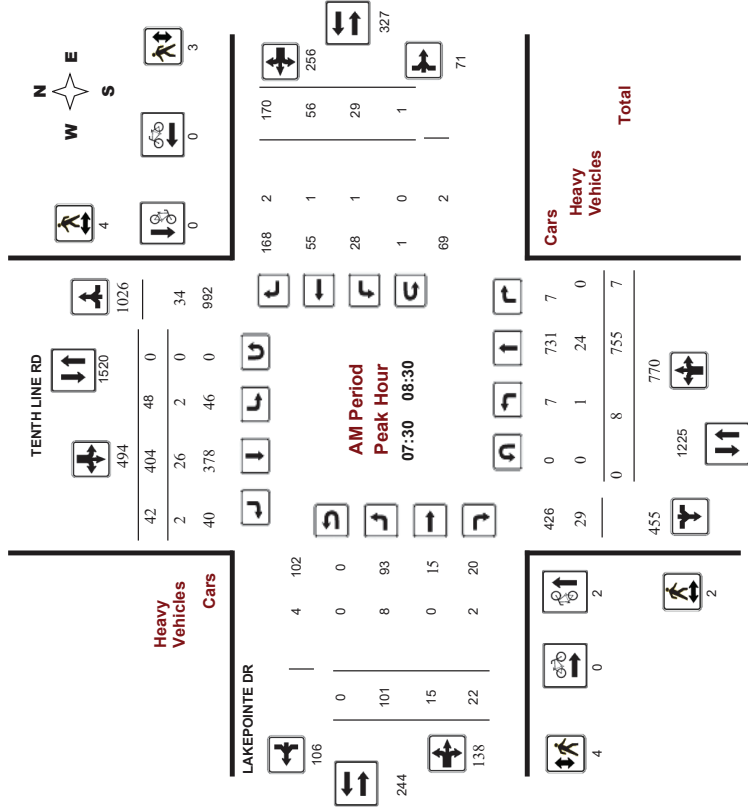 N
W E
S
3
0
4
0
TENTH LINE RD
494 1520 1026
42 404 48 0
2 26 2 0 34
40 378 46 0 992
Heavy
Vehicles
Cars
327
256
71
168 2 170
55 1 56
28 1 29
1 0 1
69 2
AM Period
Peak Hour
07:30 08:30
LAKEPOINTE DR
106 4 102
0 0 0
101 8 93
15 0 15
22 2 20
244
138
Cars
Heavy
Vehicles
Total
426 0 7 731 7
29 0 1 24 0
0 8 755 7
455 770
1225
2
0
2
4